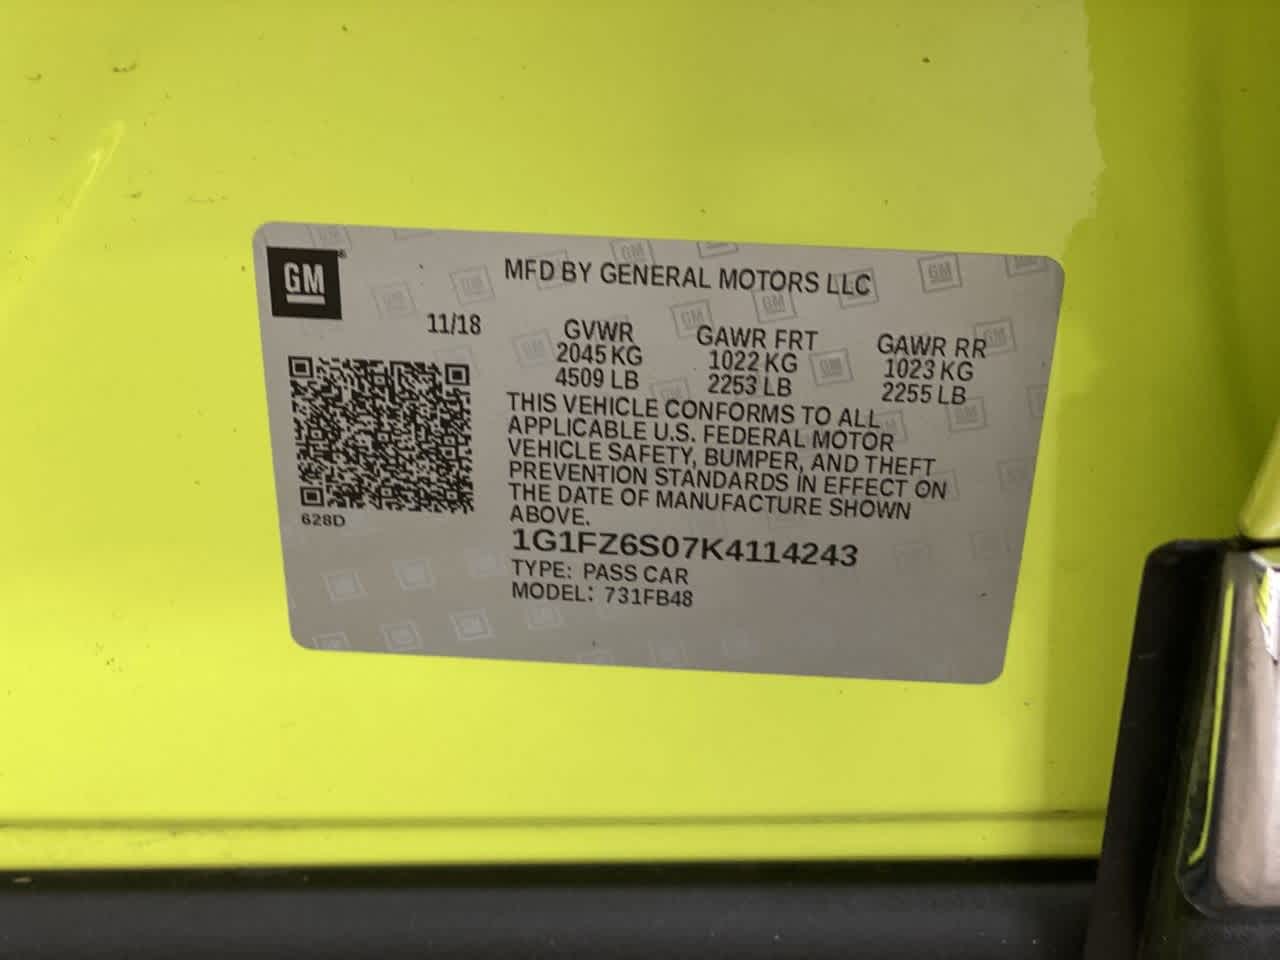 GM
MFD BY GENERAL MOTORS LLC
11/18
GVWR
2045 KG
4509 LB
GAWR FRT
1022 KG
2253 LB
GAWR RR
1023 KG
2255 LB
THIS VEHICLE CONFORMS TO ALL
APPLICABLE U.S. FEDERAL MOTOR
VEHICLE SAFETY, BUMPER, AND THEFT
PREVENTION STANDARDS IN EFFECT ON
THE DATE OF MANUFACTURE SHOWN
ABOVE.
628D
1G1FZ6S07K4114243
TYPE: PASS CAR
MODEL: 731FB48